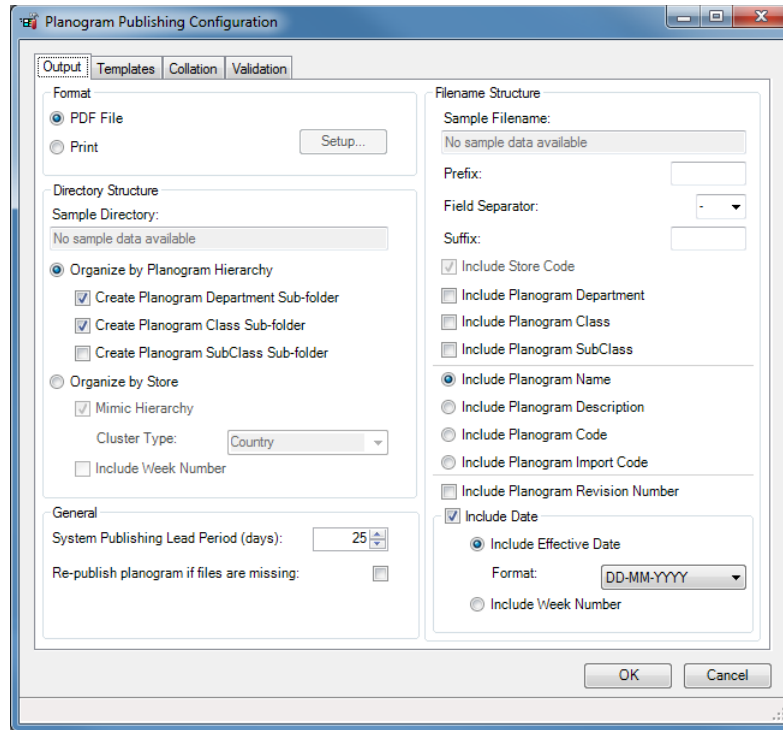 Planogram Publishing Configuration
Output Templates Collation Validation
Format
PDF File
Print
Setup...
Directory Structure
Sample Directory:
No sample data available
Organize by Planogram Hierarchy
Create Planogram Department Sub-folder
Create Planogram Class Sub-folder
Create Planogram SubClass Sub-folder
Organize by Store
Mimic Hierarchy
Cluster Type: Country
Include Week Number
General
System Publishing Lead Period (days): 25
Re-publish planogram if files are missing:
Filename Structure
Sample Filename:
No sample data available
Prefix:
Field Separator: -
Suffix:
Include Store Code
Include Planogram Department
Include Planogram Class
Include Planogram SubClass
Include Planogram Name
Include Planogram Description
Include Planogram Code
Include Planogram Import Code
Include Planogram Revision Number
Include Date
Include Effective Date
Format: DD-MM-YYYY
Include Week Number
OK Cancel